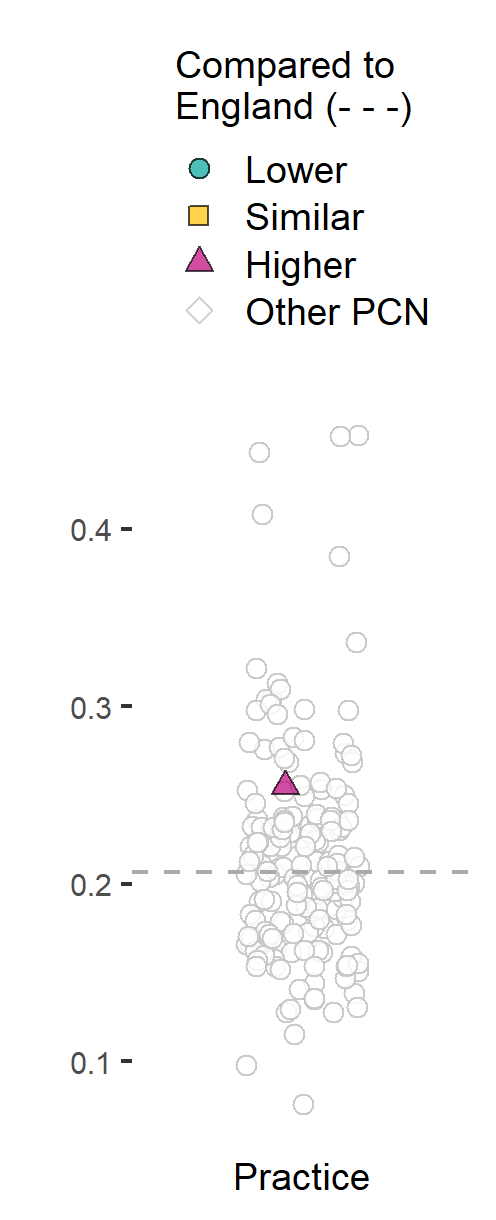 Compared to
England (- - -)
Lower
Similar
Higher
Other PCN
0.4
0.3
0.2
0.1
Practice